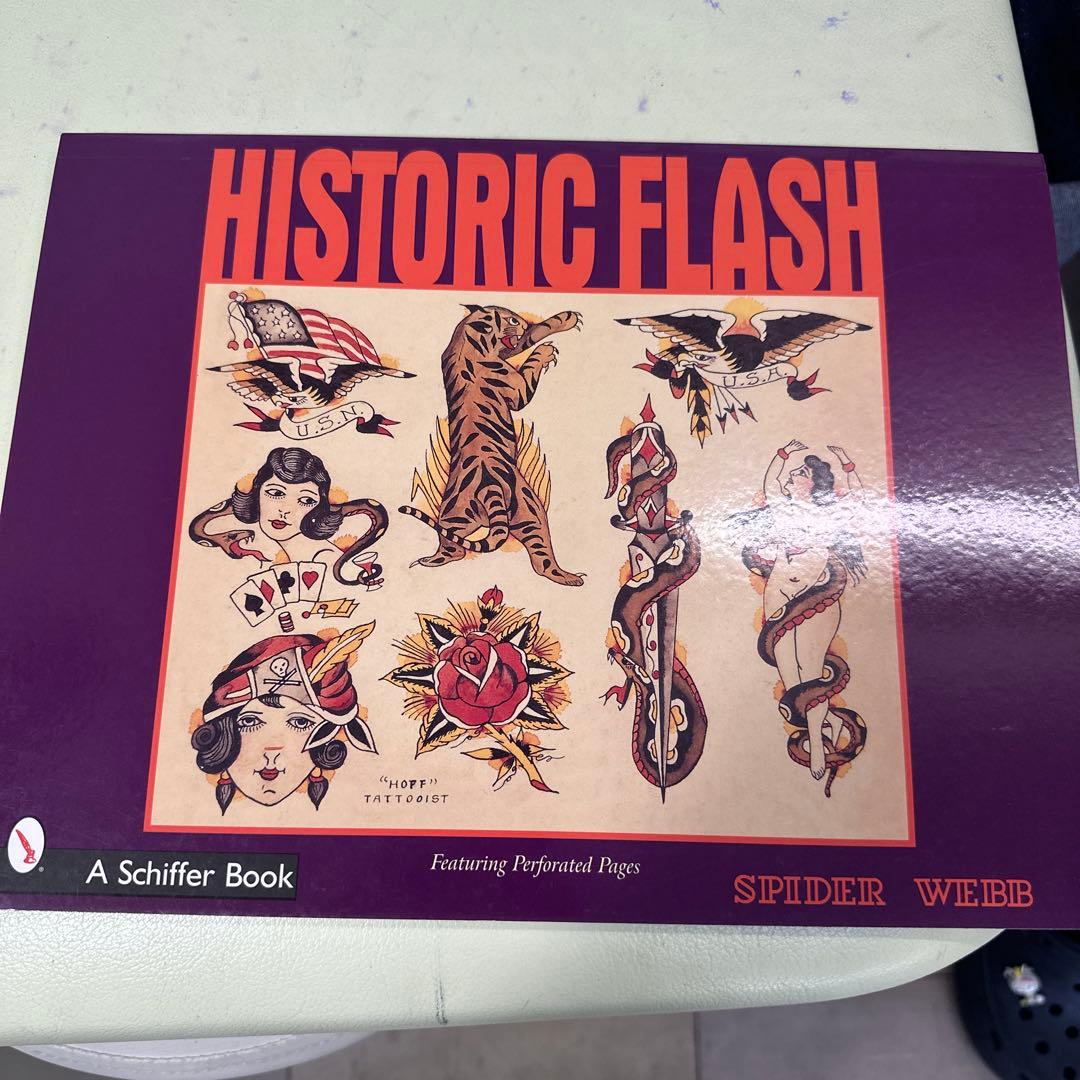 HISTORIC FLASH
U.S.N.
U.S.A.
"HOFF"
TATTOOIST
Featuring Perforated Pages
A Schiffer Book
SPIDER WEBB